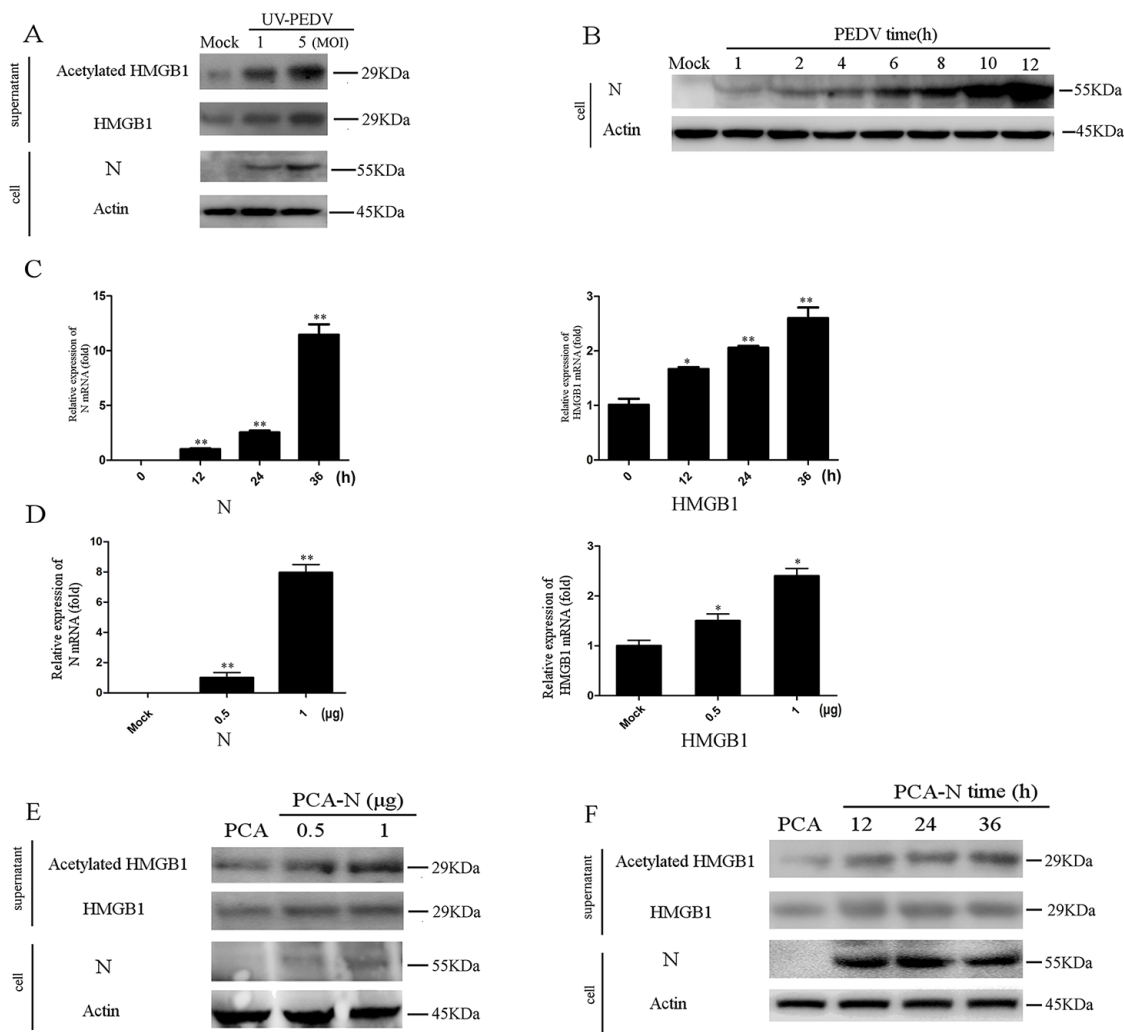 A
UV-PEDV
Mock 1 5 (MOI)
supernatant
Acetylated HMGB1 29KDa
HMGB1 29KDa
cell
N 55KDa
Actin 45KDa
B
PEDV time(h)
Mock 1 2 4 6 8 10 12
cell
N 55KDa
Actin 45KDa
C
Relative expression of
N mRNA (fold)
15
10
5
0
** ** **
0 12 24 36 (h)
N
Relative expression of
HMGB1 mRNA (fold)
3
2
1
0
* ** **
0 12 24 36 (h)
HMGB1
D
Relative expression of
N mRNA (fold)
8
6
4
2
0
** **
Mock 0.5 1 (μg)
N
Relative expression of
HMGB1 mRNA (fold)
3
2
1
0
* *
Mock 0.5 1 (μg)
HMGB1
E
PCA-N (μg)
PCA 0.5 1
supernatant
Acetylated HMGB1 29KDa
HMGB1 29KDa
cell
N 55KDa
Actin 45KDa
F
PCA-N time (h)
PCA 12 24 36
supernatant
Acetylated HMGB1 29KDa
HMGB1 29KDa
cell
N 55KDa
Actin 45KDa